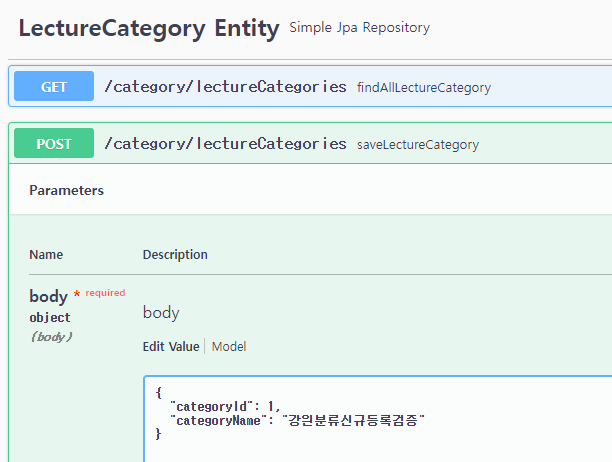 LectureCategory Entity Simple Jpa Repository
GET /category/lectureCategories findAllLectureCategory
POST /category/lectureCategories saveLectureCategory
Parameters
Name Description
body * required
object
(body)
body
Edit Value Model
{
"categoryId": 1,
"categoryName": "강의분류신규등록검증"
}